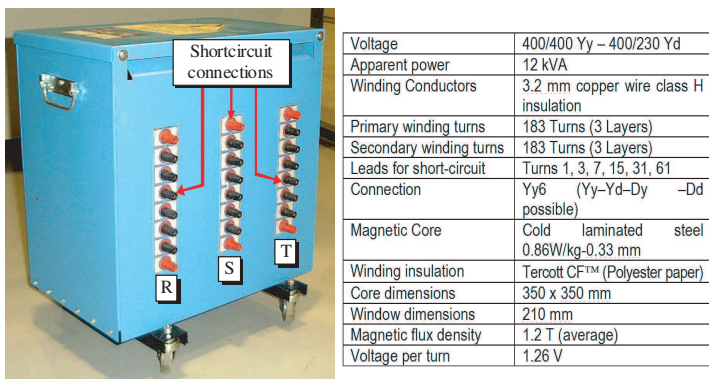 Shortcircuit
connections
R
S
T
Voltage 400/400 Yy – 400/230 Yd
Apparent power 12 kVA
Winding Conductors 3.2 mm copper wire class H
insulation
Primary winding turns 183 Turns (3 Layers)
Secondary winding turns 183 Turns (3 Layers)
Leads for short-circuit Turns 1, 3, 7, 15, 31, 61
Connection Yy6 (Yy–Yd–Dy –Dd
possible)
Magnetic Core Cold laminated steel
0.86W/kg-0.33 mm
Winding insulation Tercott CF™ (Polyester paper)
Core dimensions 350 x 350 mm
Window dimensions 210 mm
Magnetic flux density 1.2 T (average)
Voltage per turn 1.26 V